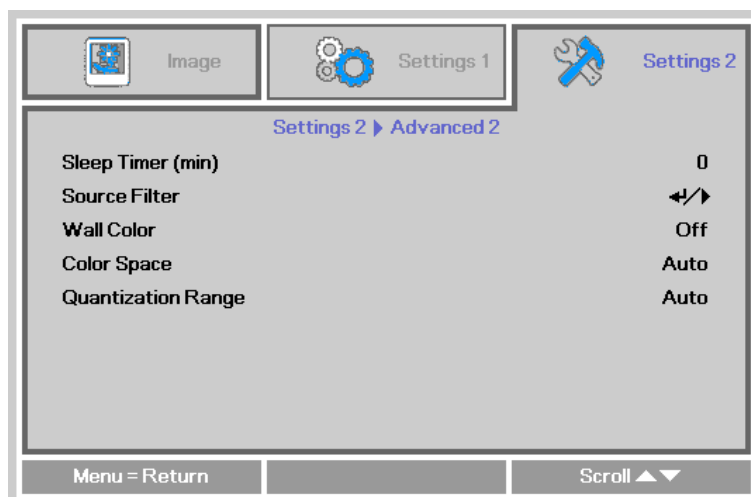 Image
Settings 1
Settings 2
Settings 2 ▶ Advanced 2
Sleep Timer (min) 0
Source Filter ↵/▶
Wall Color Off
Color Space Auto
Quantization Range Auto
Menu = Return
Scroll ▲▼